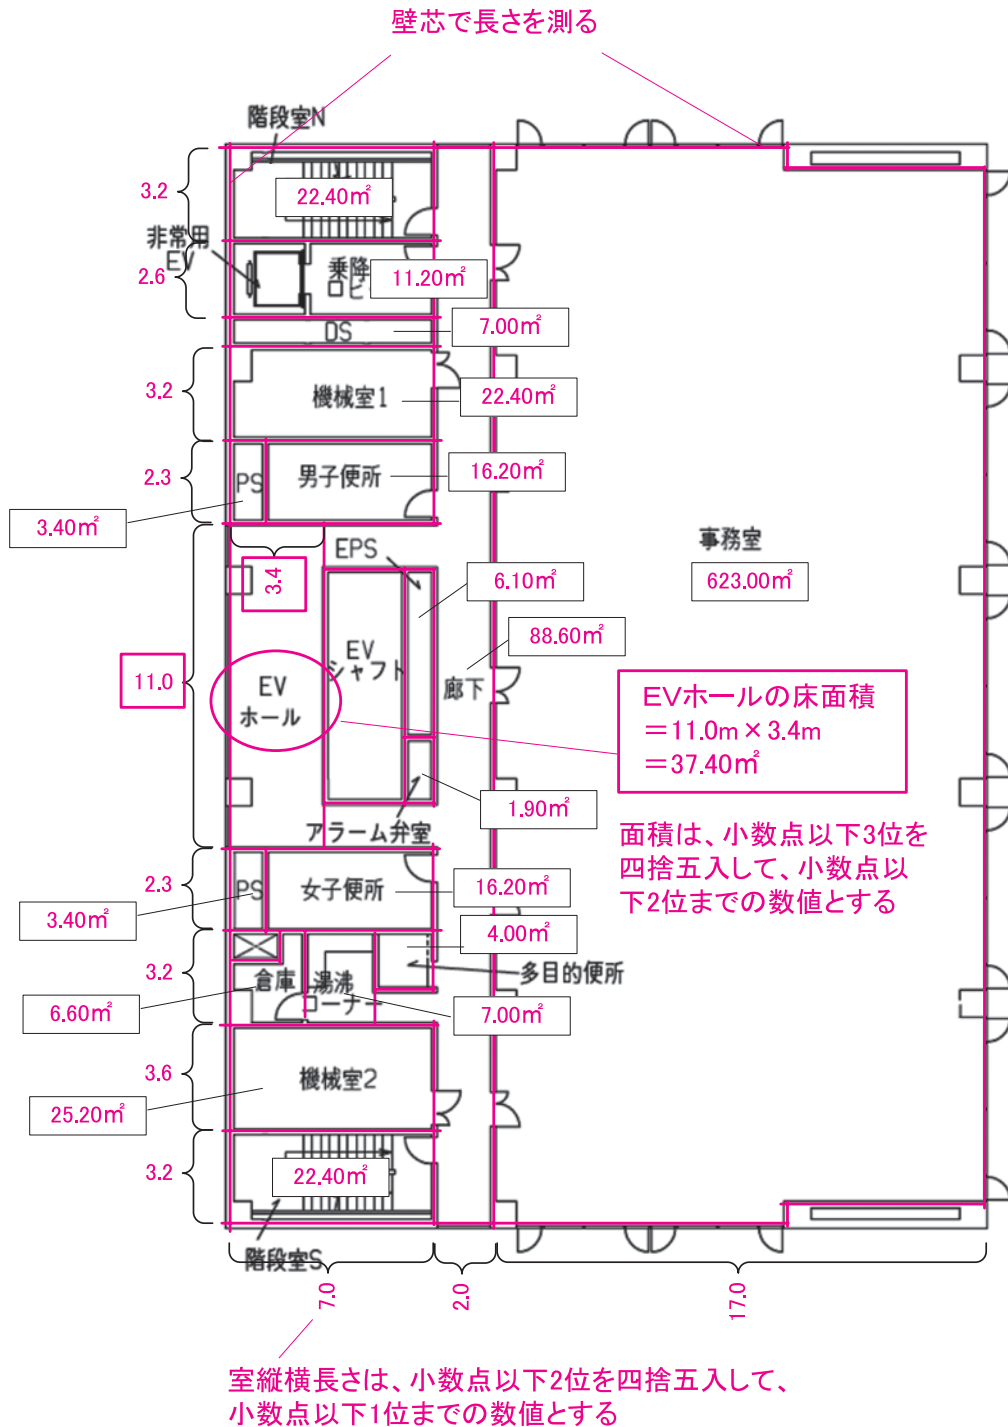 壁芯で長さを測る
階段室N
3.2
22.40㎡
非常用
EV
2.6
乗降
ロビ
11.20㎡
DS
7.00㎡
3.2
機械室1
22.40㎡
2.3
PS
男子便所
16.20㎡
3.40㎡
3.4
EPS
事務室
6.10㎡
623.00㎡
88.60㎡
11.0
EV
シャフト
EV
ホール
廊下
EVホールの床面積
＝11.0m×3.4m
＝37.40㎡
1.90㎡
アラーム弁室
面積は、小数点以下3位を
四捨五入して、小数点以
下2位までの数値とする
2.3
PS
女子便所
16.20㎡
3.40㎡
4.00㎡
3.2
倉庫
湯沸
コーナー
多目的便所
6.60㎡
7.00㎡
3.6
機械室2
25.20㎡
3.2
22.40㎡
階段室S
7.0
2.0
17.0
室縦横長さは、小数点以下2位を四捨五入して、
小数点以下1位までの数値とする